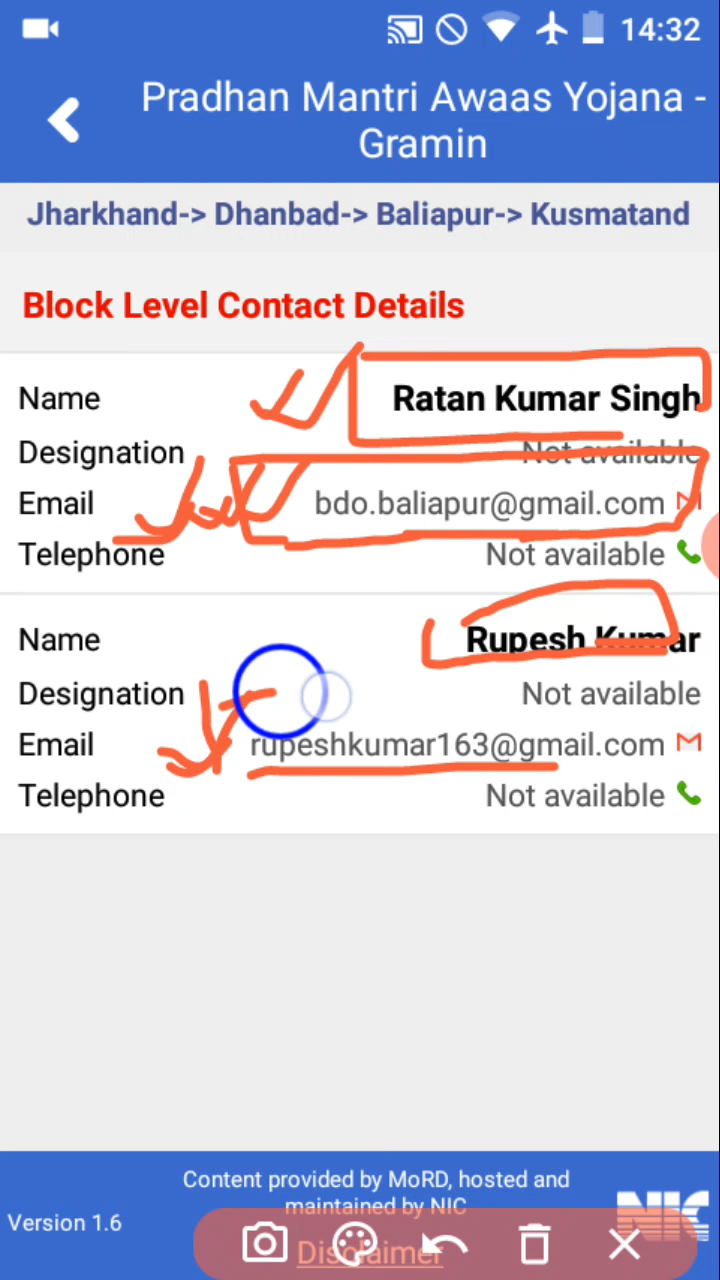 14:32
Pradhan Mantri Awaas Yojana -
Gramin
Jharkhand-> Dhanbad-> Baliapur-> Kusmatand
Block Level Contact Details
Name Ratan Kumar Singh
Designation Not available
Email bdo.baliapur@gmail.com
Telephone Not available
Name Rupesh Kumar
Designation Not available
Email rupeshkumar163@gmail.com
Telephone Not available
Content provided by MoRD, hosted and
maintained by NIC
Version 1.6
NIC
Disclaimer